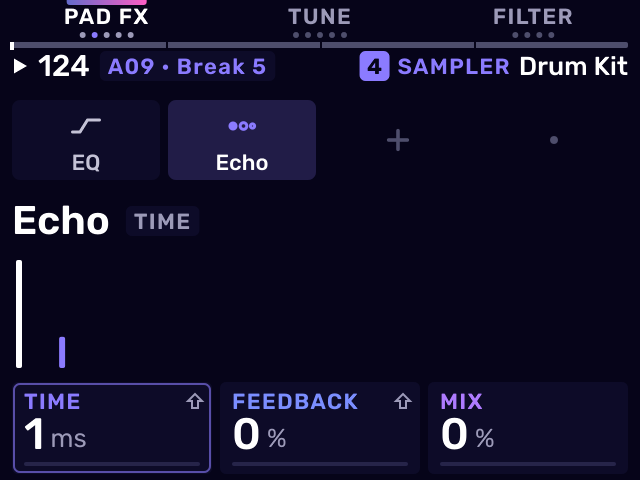 PAD FX TUNE FILTER
124 A09 • Break 5 4 SAMPLER Drum Kit
EQ Echo
Echo TIME
TIME FEEDBACK MIX
1 ms 0 % 0 %